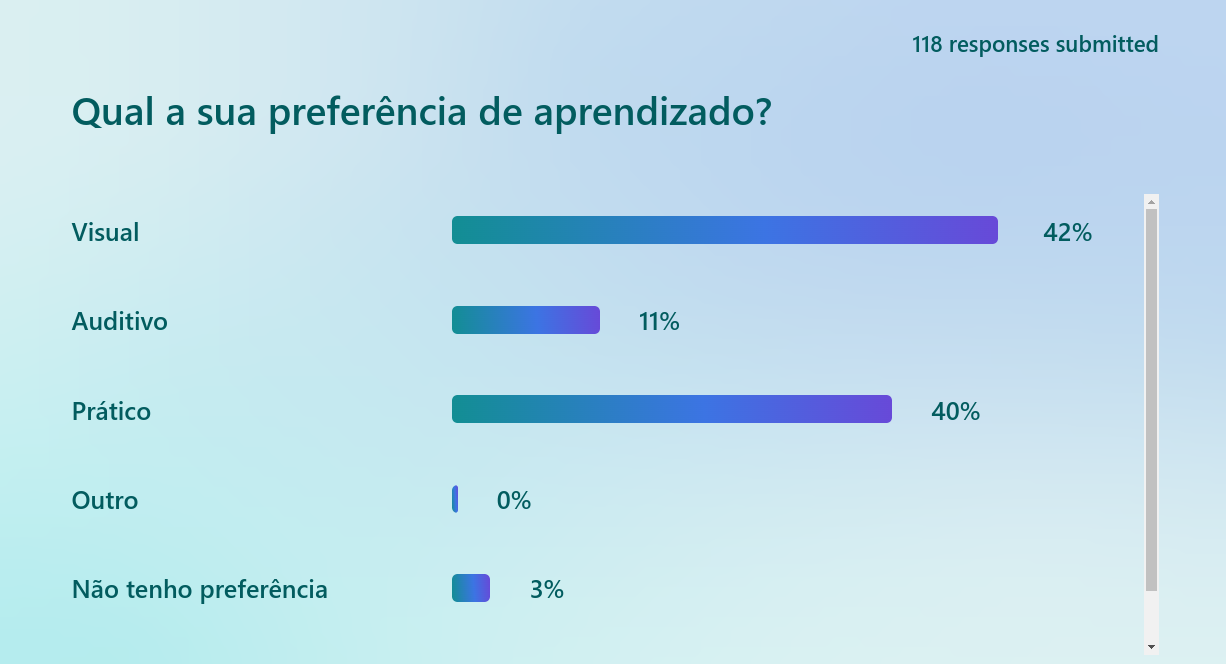 118 responses submitted
Qual a sua preferência de aprendizado?
Visual 42%
Auditivo 11%
Prático 40%
Outro 0%
Não tenho preferência 3%